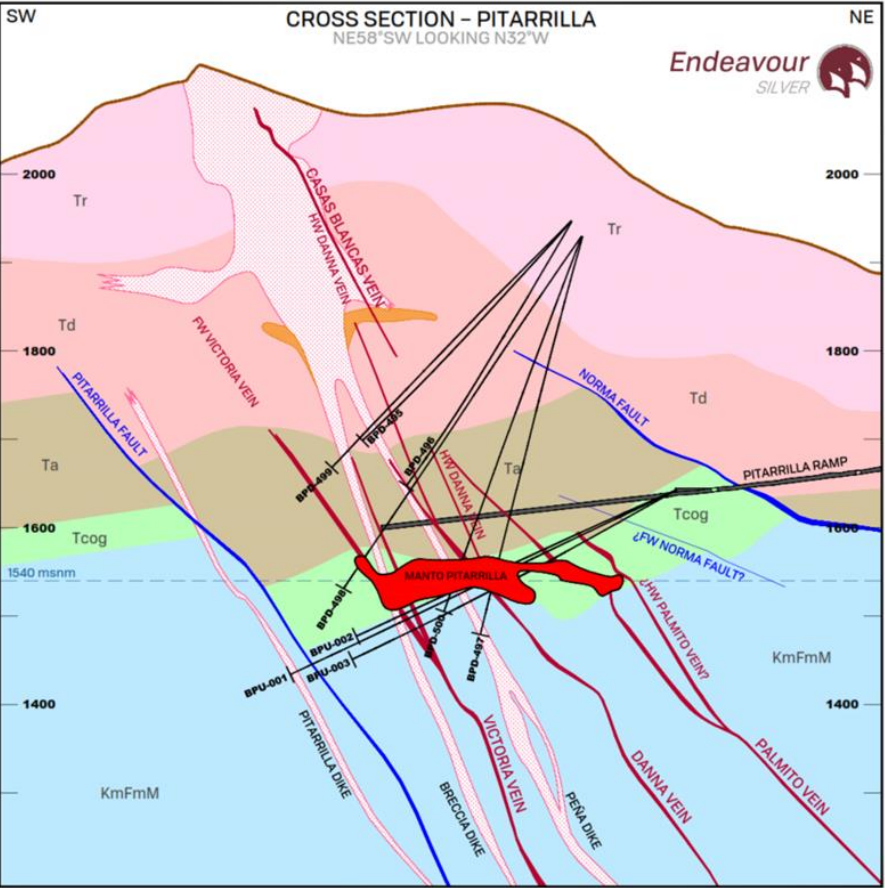 SW
CROSS SECTION – PITARRILLA
NE
NE58°SW LOOKING N32°W
Endeavour
SILVER
2000
2000
Tr
Tr
CASAS BLANCAS VEIN
HW DANNA VEIN
Td
FW VICTORIA VEIN
1800
1800
PITARRILLA FAULT
NORMA FAULT
Td
BPD-495
BPD-496
BPD-499
HW DANNA VEIN
Ta
Ta
PITARRILLA RAMP
1600
1600
Tcog
Tcog
¿FW NORMA FAULT?
1540 msnm
MANTO PITARRILLA
¿HW PALMITO VEIN?
BPD-498
BPD-500
BPD-497
BPU-002
BPU-003
BPU-001
KmFmM
1400
1400
PITARRILLA DIKE
VICTORIA VEIN
DANNA VEIN
PALMITO VEIN
KmFmM
BRECCIA DIKE
PEÑA DIKE